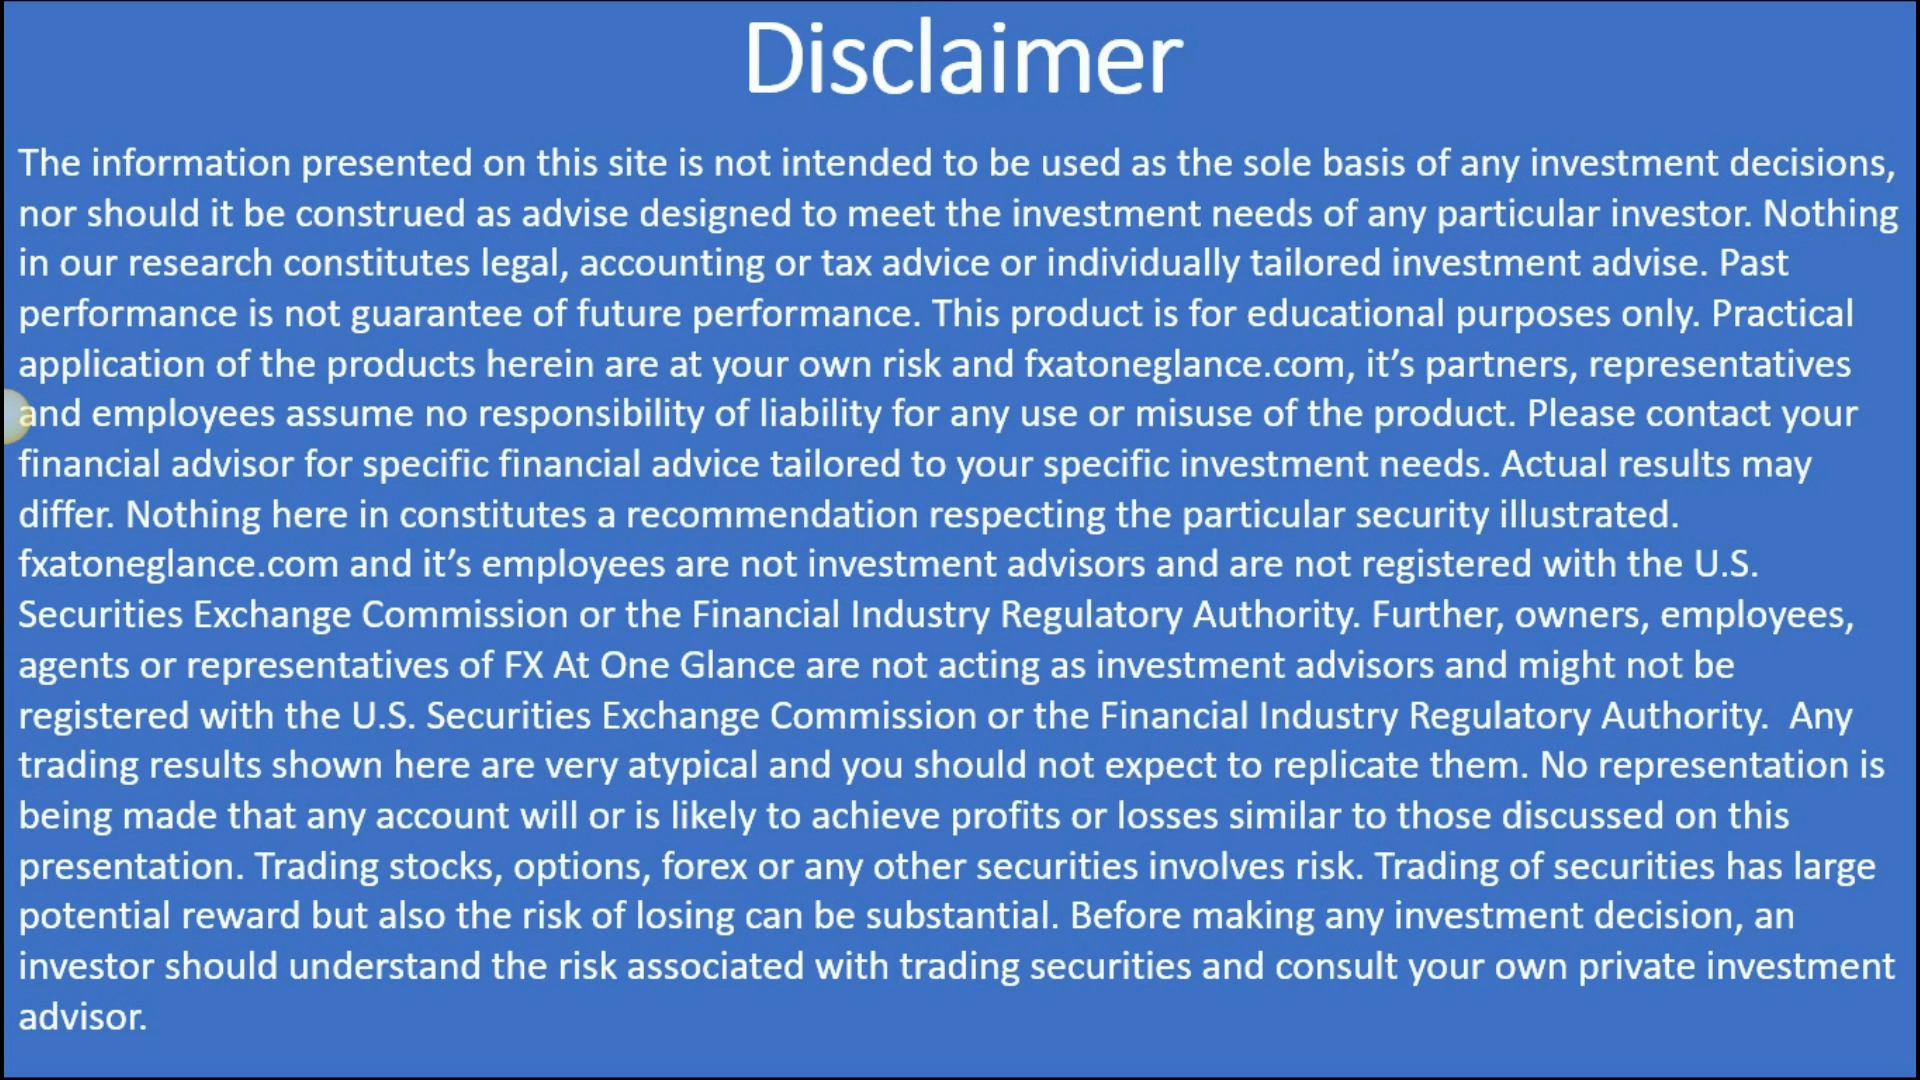 Disclaimer
The information presented on this site is not intended to be used as the sole basis of any investment decisions,
nor should it be construed as advise designed to meet the investment needs of any particular investor. Nothing
in our research constitutes legal, accounting or tax advice or individually tailored investment advise. Past
performance is not guarantee of future performance. This product is for educational purposes only. Practical
application of the products herein are at your own risk and fxatoneglance.com, it’s partners, representatives
and employees assume no responsibility of liability for any use or misuse of the product. Please contact your
financial advisor for specific financial advice tailored to your specific investment needs. Actual results may
differ. Nothing here in constitutes a recommendation respecting the particular security illustrated.
fxatoneglance.com and it’s employees are not investment advisors and are not registered with the U.S.
Securities Exchange Commission or the Financial Industry Regulatory Authority. Further, owners, employees,
agents or representatives of FX At One Glance are not acting as investment advisors and might not be
registered with the U.S. Securities Exchange Commission or the Financial Industry Regulatory Authority.  Any
trading results shown here are very atypical and you should not expect to replicate them. No representation is
being made that any account will or is likely to achieve profits or losses similar to those discussed on this
presentation. Trading stocks, options, forex or any other securities involves risk. Trading of securities has large
potential reward but also the risk of losing can be substantial. Before making any investment decision, an
investor should understand the risk associated with trading securities and consult your own private investment
advisor.